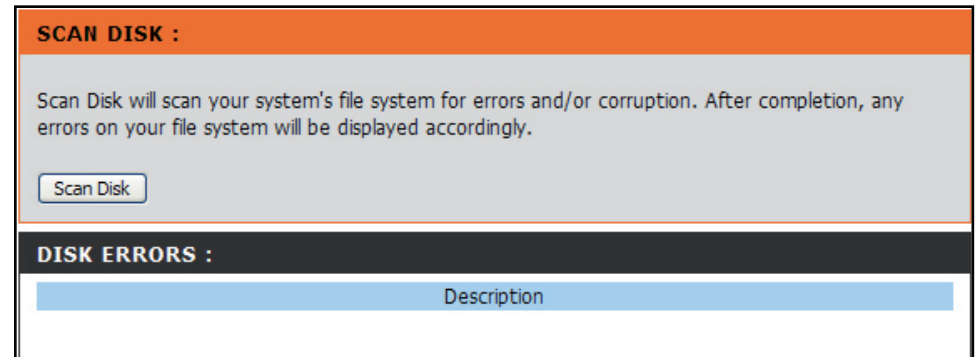 SCAN DISK :
Scan Disk will scan your system's file system for errors and/or corruption. After completion, any
errors on your file system will be displayed accordingly.
Scan Disk
DISK ERRORS :
Description